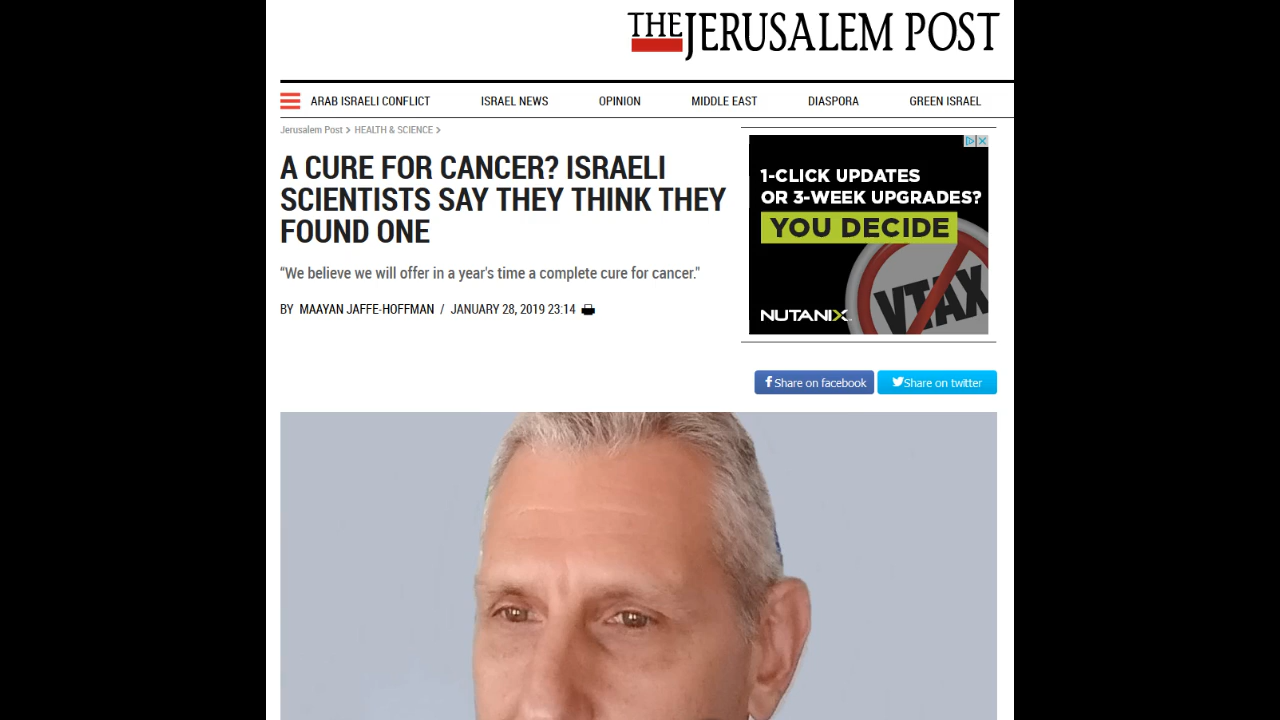 THE JERUSALEM POST
ARAB ISRAELI CONFLICT ISRAEL NEWS OPINION MIDDLE EAST DIASPORA GREEN ISRAEL
Jerusalem Post > HEALTH & SCIENCE >
A CURE FOR CANCER? ISRAELI
SCIENTISTS SAY THEY THINK THEY
FOUND ONE
“We believe we will offer in a year's time a complete cure for cancer.”
BY MAAYAN JAFFE-HOFFMAN / JANUARY 28, 2019 23:14
1-CLICK UPDATES
OR 3-WEEK UPGRADES?
YOU DECIDE
VTAX
NUTANIX
Share on facebook Share on twitter